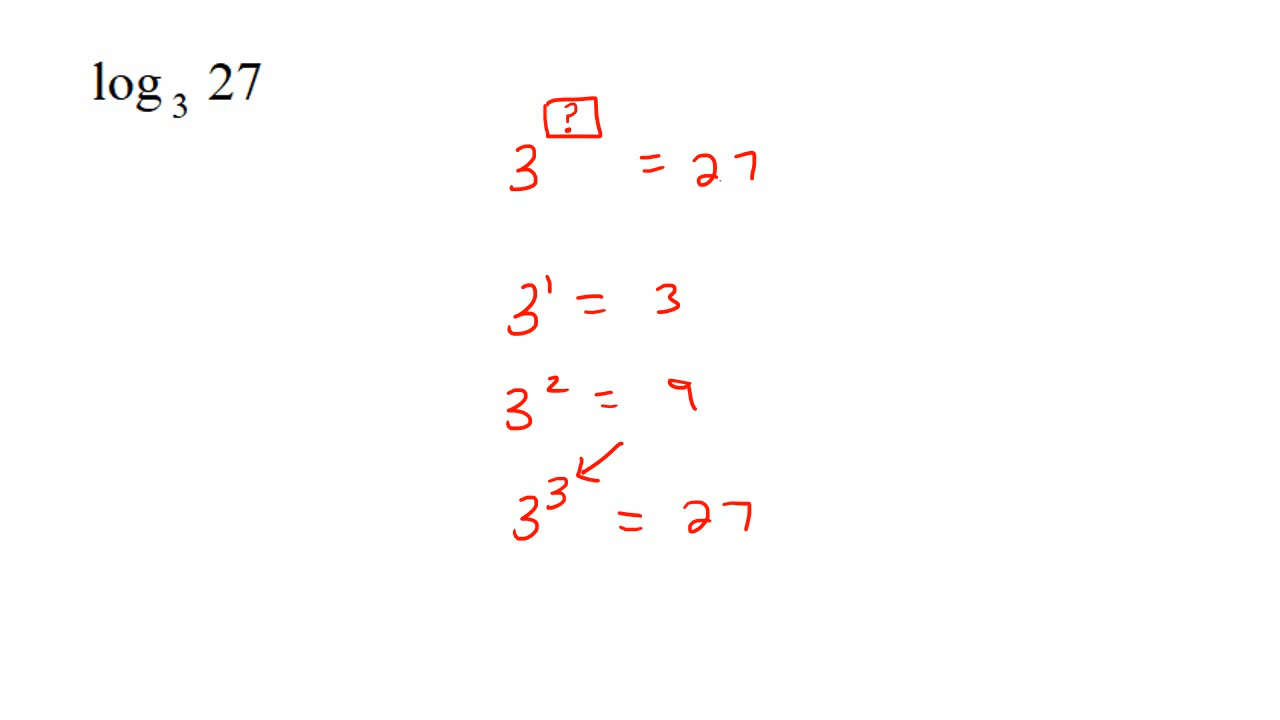 log₃ 27
3^? = 27
3¹ = 3
3² = 9
3³ = 27